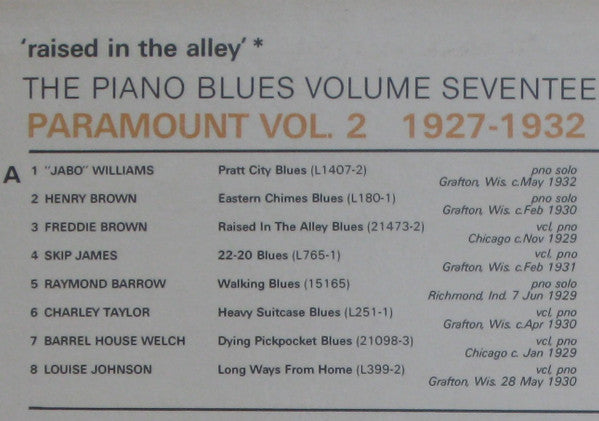 'raised in the alley' *
THE PIANO BLUES VOLUME SEVENTEE
PARAMOUNT VOL. 2 1927-1932
A 1 "JABO" WILLIAMS Pratt City Blues (L1407-2) pno solo
Grafton, Wis. c.May 1932
2 HENRY BROWN Eastern Chimes Blues (L180-1) pno solo
Grafton, Wis. c.Feb 1930
3 FREDDIE BROWN Raised In The Alley Blues (21473-2) vcl, pno
Chicago c.Nov 1929
4 SKIP JAMES 22-20 Blues (L765-1) vcl, pno
Grafton, Wis. c.Feb 1931
5 RAYMOND BARROW Walking Blues (15165) pno solo
Richmond, Ind. 7 Jun 1929
6 CHARLEY TAYLOR Heavy Suitcase Blues (L251-1) vcl, pno
Grafton, Wis. c.Apr 1930
7 BARREL HOUSE WELCH Dying Pickpocket Blues (21098-3) vcl, pno
Chicago c. Jan 1929
8 LOUISE JOHNSON Long Ways From Home (L399-2) vcl, pno
Grafton, Wis. 28 May 1930